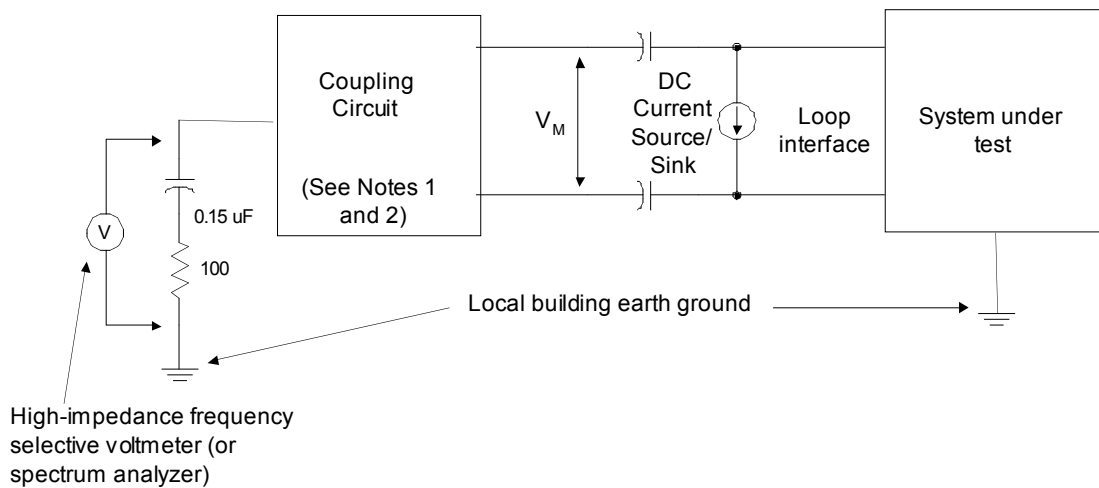 Coupling
Circuit
(See Notes 1
and 2)
V
0.15 uF
100
VM
DC
Current
Source/
Sink
Loop
interface
System under
test
Local building earth ground
High-impedance frequency
selective voltmeter (or
spectrum analyzer)